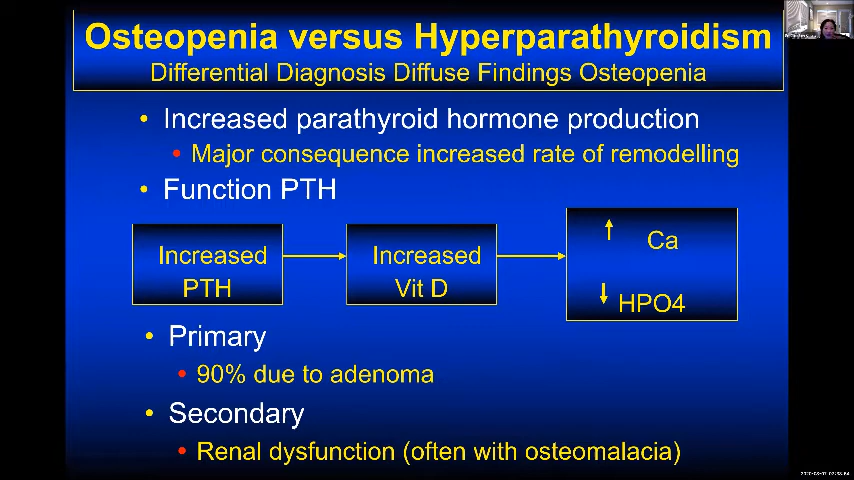 Osteopenia versus Hyperparathyroidism
Differential Diagnosis Diffuse Findings Osteopenia
• Increased parathyroid hormone production
• Major consequence increased rate of remodelling
• Function PTH
Increased
PTH
Increased
Vit D
↑ Ca
↓ HPO4
• Primary
• 90% due to adenoma
• Secondary
• Renal dysfunction (often with osteomalacia)